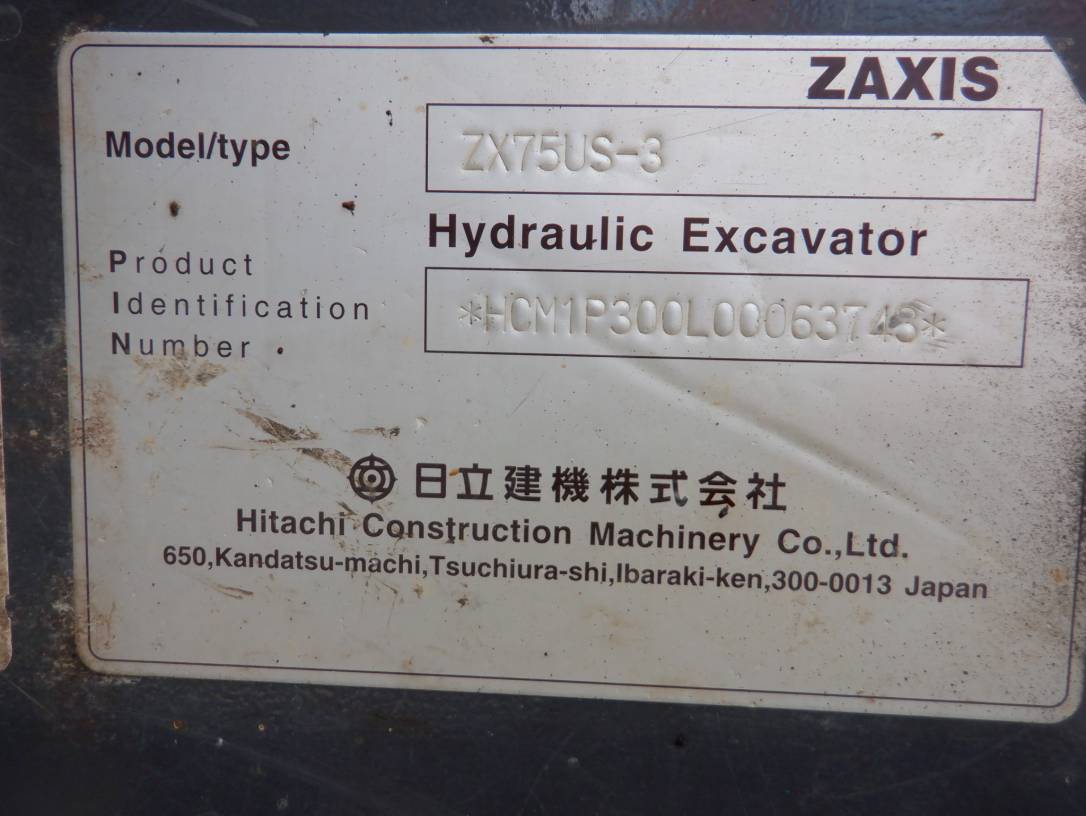 ZAXIS
Model/type
ZX75US-3
Hydraulic Excavator
Product
Identification
Number
*HCM1P300L00063743*
日立建機株式会社
Hitachi Construction Machinery Co.,Ltd.
650,Kandatsu-machi,Tsuchiura-shi,Ibaraki-ken,300-0013 Japan